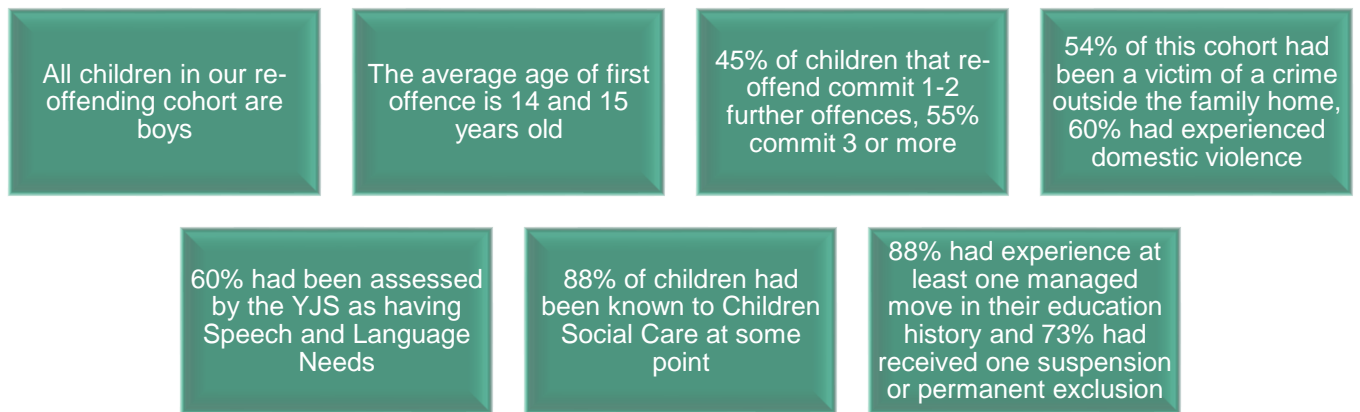 All children in our re-
offending cohort are
boys
The average age of first
offence is 14 and 15
years old
45% of children that re-
offend commit 1-2
further offences, 55%
commit 3 or more
54% of this cohort had
been a victim of a crime
outside the family home,
60% had experienced
domestic violence
60% had been assessed
by the YJS as having
Speech and Language
Needs
88% of children had
been known to Children
Social Care at some
point
88% had experience at
least one managed
move in their education
history and 73% had
received one suspension
or permanent exclusion